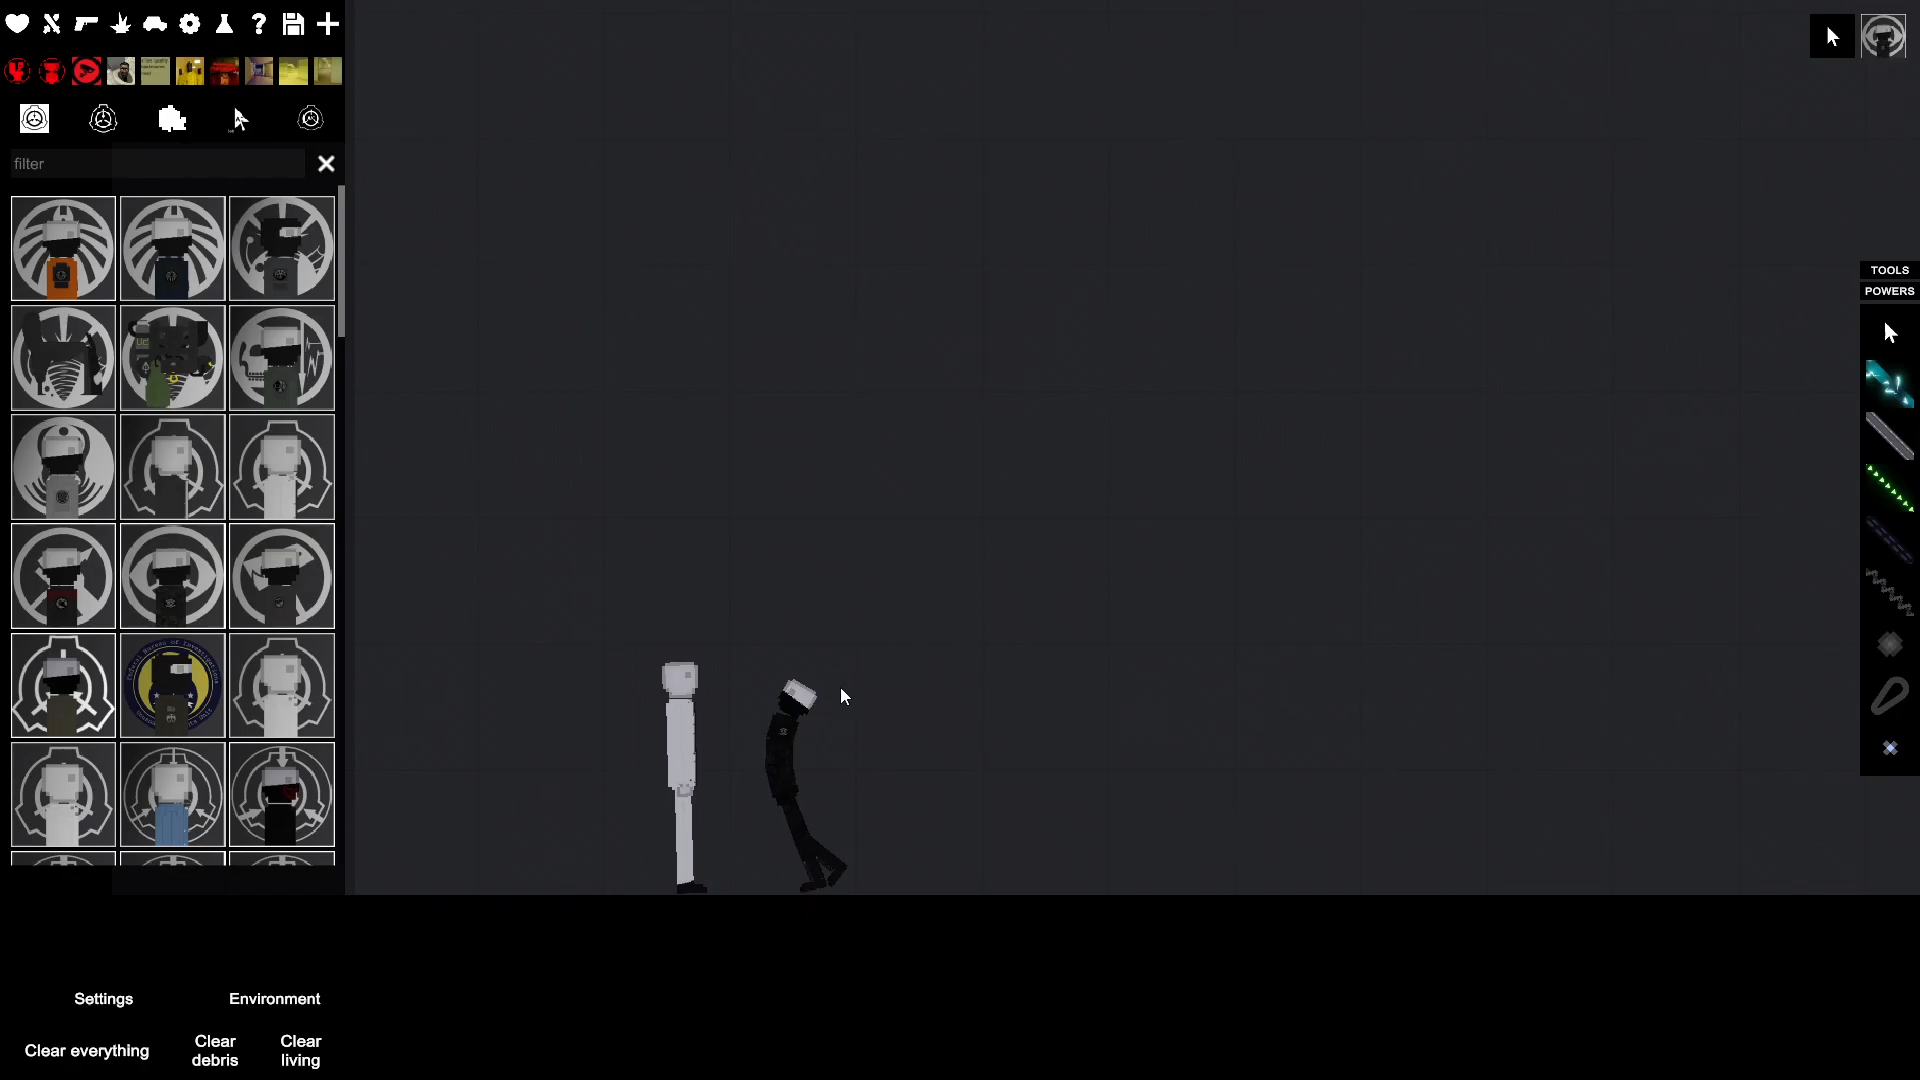 filter
TOOLS
POWERS
Settings
Environment
Clear everything
Clear
debris
Clear
living